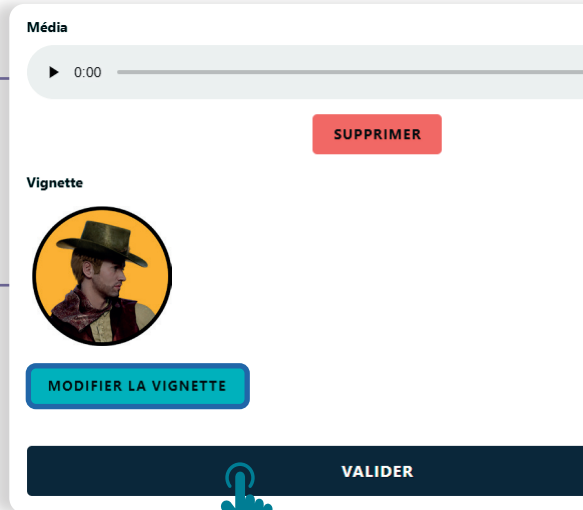 Média
0:00
SUPPRIMER
Vignette
MODIFIER LA VIGNETTE
VALIDER